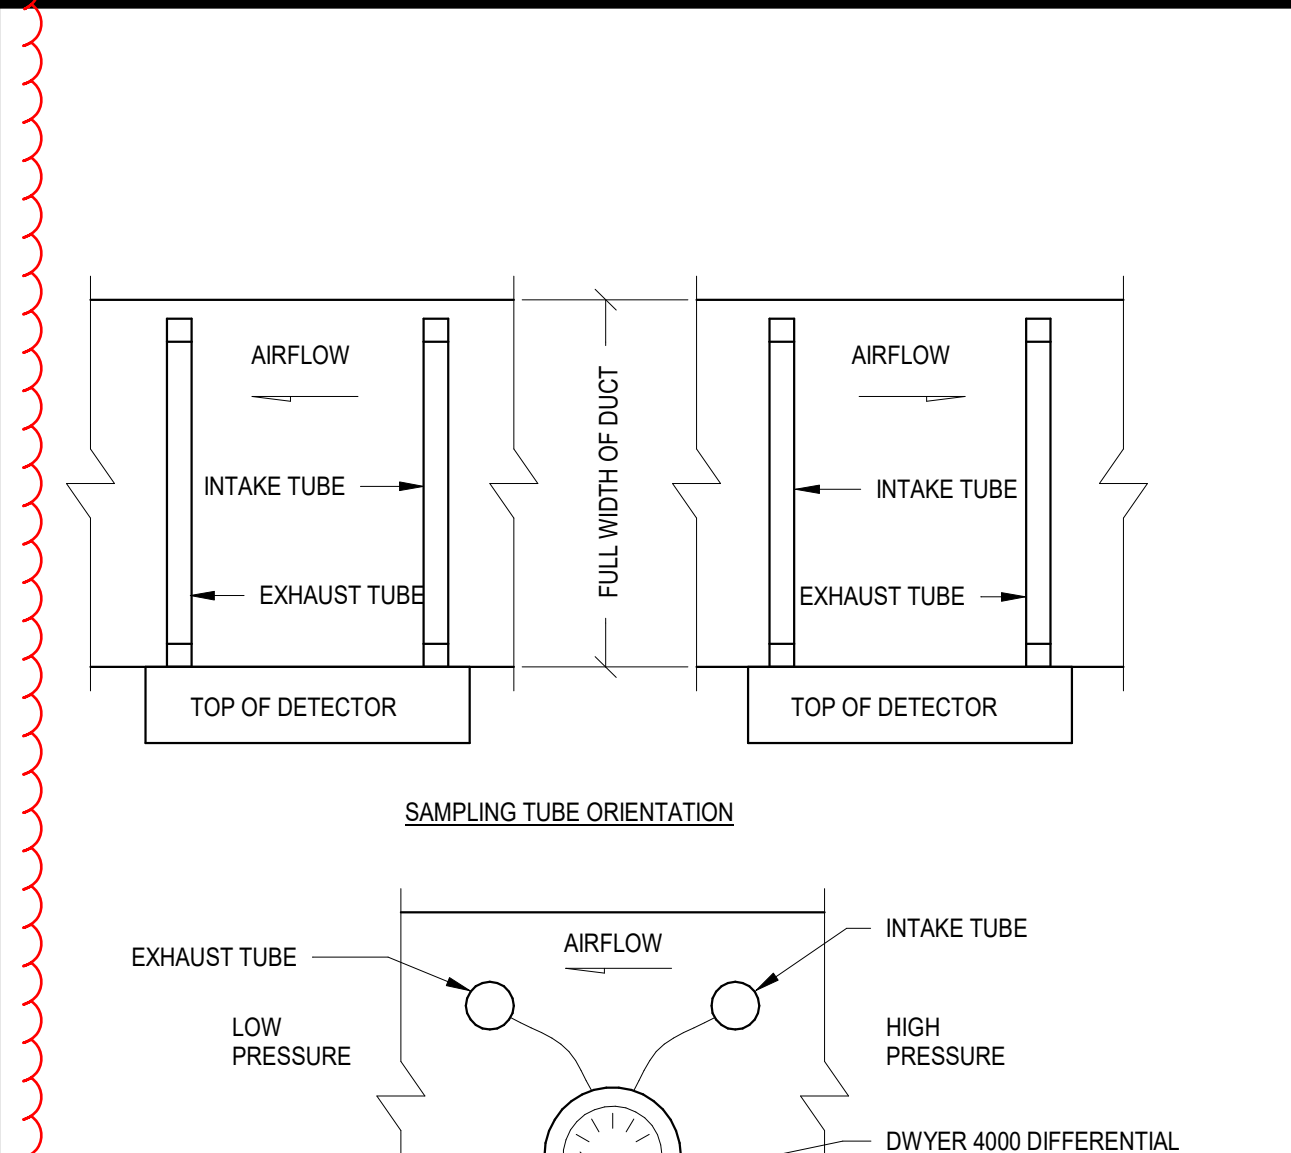 AIRFLOW
AIRFLOW
INTAKE TUBE
FULL WIDTH OF DUCT
INTAKE TUBE
EXHAUST TUBE
EXHAUST TUBE
TOP OF DETECTOR
TOP OF DETECTOR
SAMPLING TUBE ORIENTATION
INTAKE TUBE
AIRFLOW
EXHAUST TUBE
LOW
PRESSURE
HIGH
PRESSURE
DWYER 4000 DIFFERENTIAL